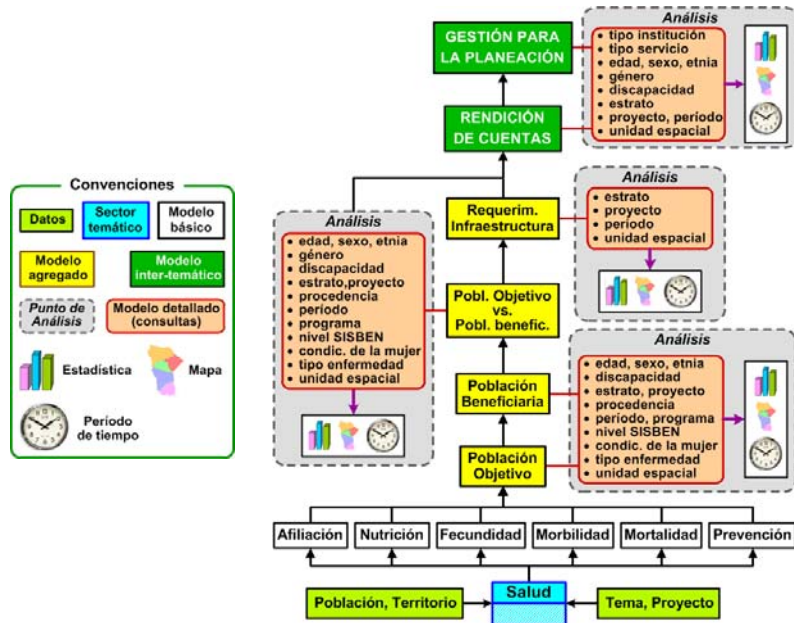 Análisis
GESTIÓN PARA
LA PLANEACIÓN
• tipo institución
• tipo servicio
• edad, sexo, etnia
• género
• discapacidad
• estrato
• proyecto, período
• unidad espacial
RENDICIÓN
DE CUENTAS
Convenciones
Datos
Sector
temático
Modelo
básico
Modelo
agregado
Modelo
inter-temático
Punto de
Análisis
Modelo detallado
(consultas)
Estadística
Mapa
Período
de tiempo
Análisis
• edad, sexo, etnia
• género
• discapacidad
• estrato,proyecto
• procedencia
• período
• programa
• nivel SISBEN
• condic. de la mujer
• tipo enfermedad
• unidad espacial
Requerim.
Infraestructura
Análisis
• estrato
• proyecto
• período
• unidad espacial
Pobl. Objetivo
vs.
Pobl. benefic.
Población
Beneficiaria
Población
Objetivo
Análisis
• edad, sexo, etnia
• discapacidad
• estrato, proyecto
• procedencia
• período, programa
• nivel SISBEN
• condic. de la mujer
• tipo enfermedad
• unidad espacial
Afiliación
Nutrición
Fecundidad
Morbilidad
Mortalidad
Prevención
Población, Territorio
Salud
Tema, Proyecto